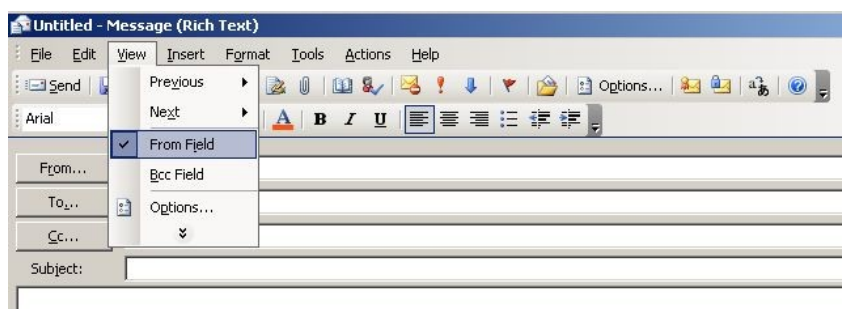 Untitled - Message (Rich Text)
File Edit View Insert Format Tools Actions Help
Send Options...
Arial A B I U
Previous
Next
From Field
Bcc Field
Options...
From...
To...
Cc...
Subject: